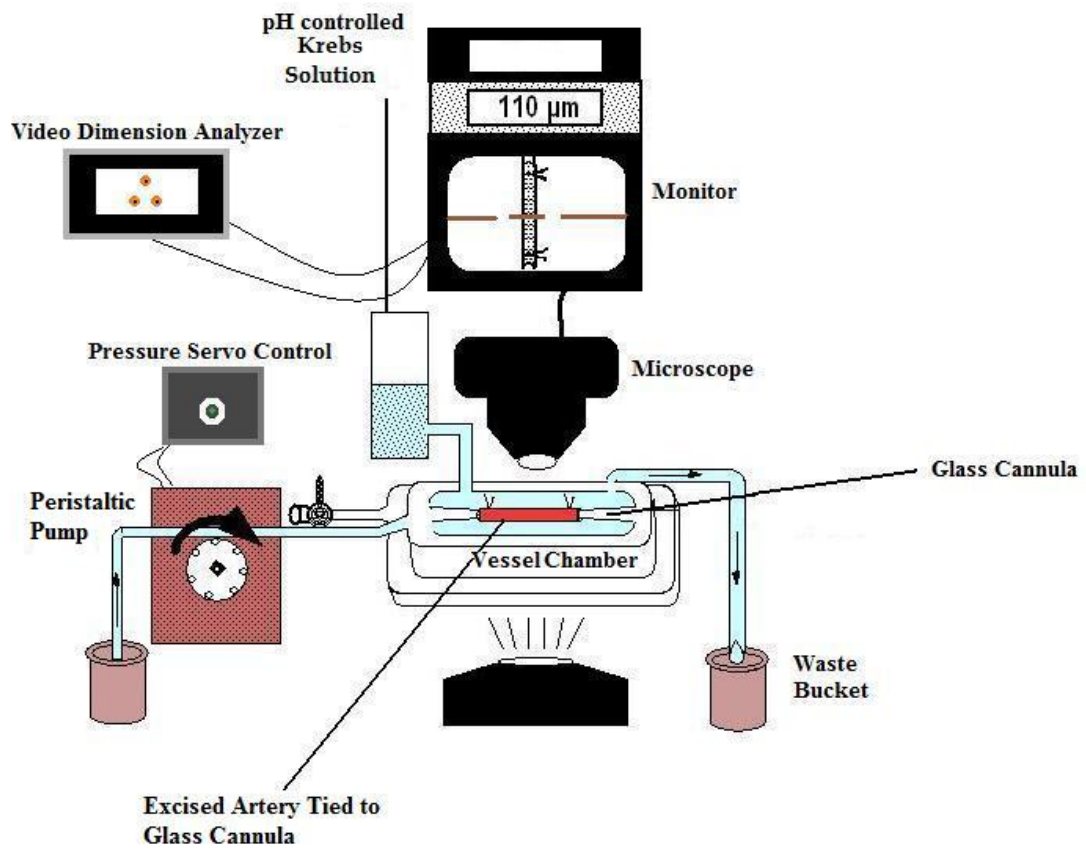 pH controlled
Krebs
Solution
110 µm
Video Dimension Analyzer
Monitor
Pressure Servo Control
Microscope
Glass Cannula
Peristaltic
Pump
Vessel Chamber
Waste
Bucket
Excised Artery Tied to
Glass Cannula